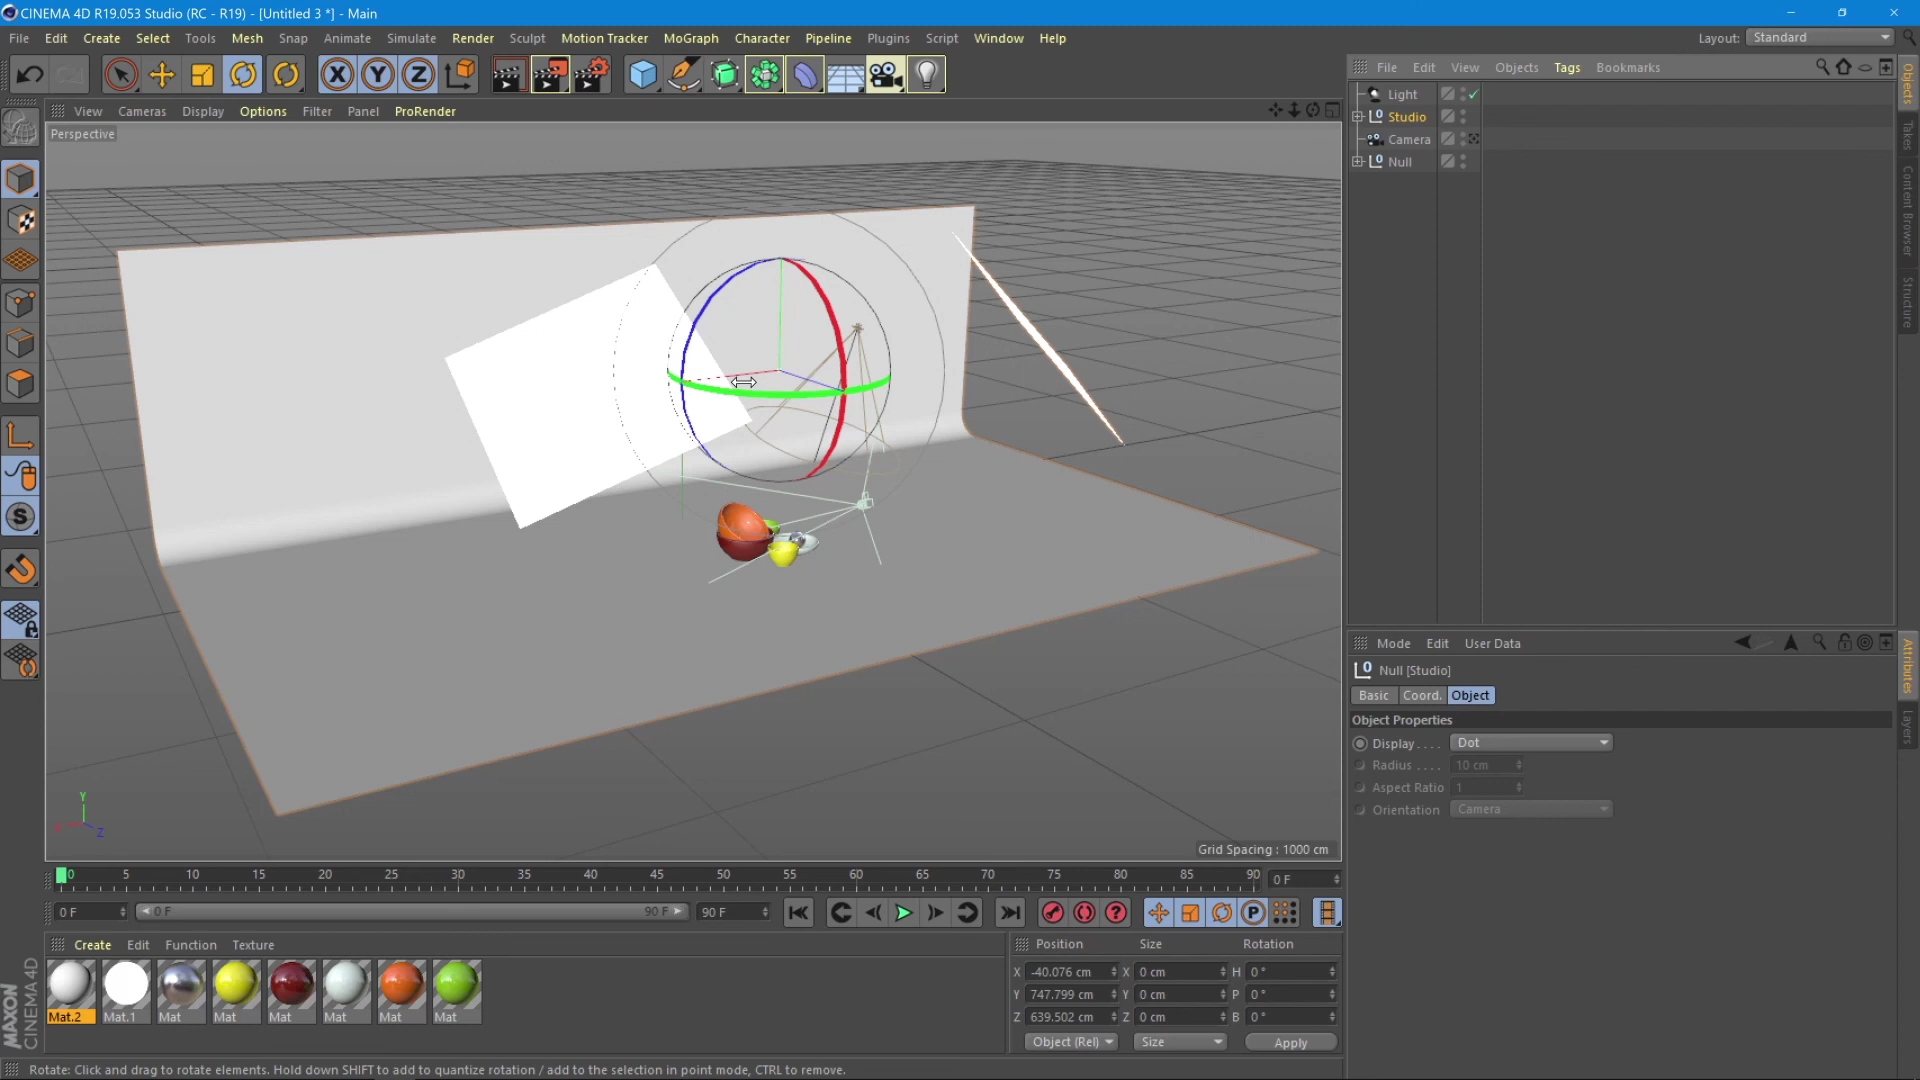 CINEMA 4D R19.053 Studio (RC - R19) - [Untitled 3 *] - Main
File Edit Create Select Tools Mesh Snap Animate Simulate Render Sculpt Motion Tracker MoGraph Character Pipeline Plugins Script Window Help Layout: Standard
X Y Z
File Edit View Objects Tags Bookmarks
View Cameras Display Options Filter Panel ProRender
Perspective
Light
Studio
Camera
Null
Objects
Takes
Content Browser
Structure
Mode Edit User Data
Null [Studio]
Basic Coord. Object
Object Properties
Display . . . . Dot
Radius . . . . 10 cm
Aspect Ratio 1
Orientation Camera
Attributes
Layers
Y
X
Z
Grid Spacing : 1000 cm
0 5 10 15 20 25 30 35 40 45 50 55 60 65 70 75 80 85 90 0 F
0 F 0 F 90 F 90 F
Create Edit Function Texture
Mat.2 Mat.1 Mat Mat Mat Mat Mat Mat
Position Size Rotation
X -40.076 cm X 0 cm H 0 °
Y 747.799 cm Y 0 cm P 0 °
Z 639.502 cm Z 0 cm B 0 °
Object (Rel) Size Apply
MAXON
CINEMA 4D
Rotate: Click and drag to rotate elements. Hold down SHIFT to add to quantize rotation / add to the selection in point mode, CTRL to remove.